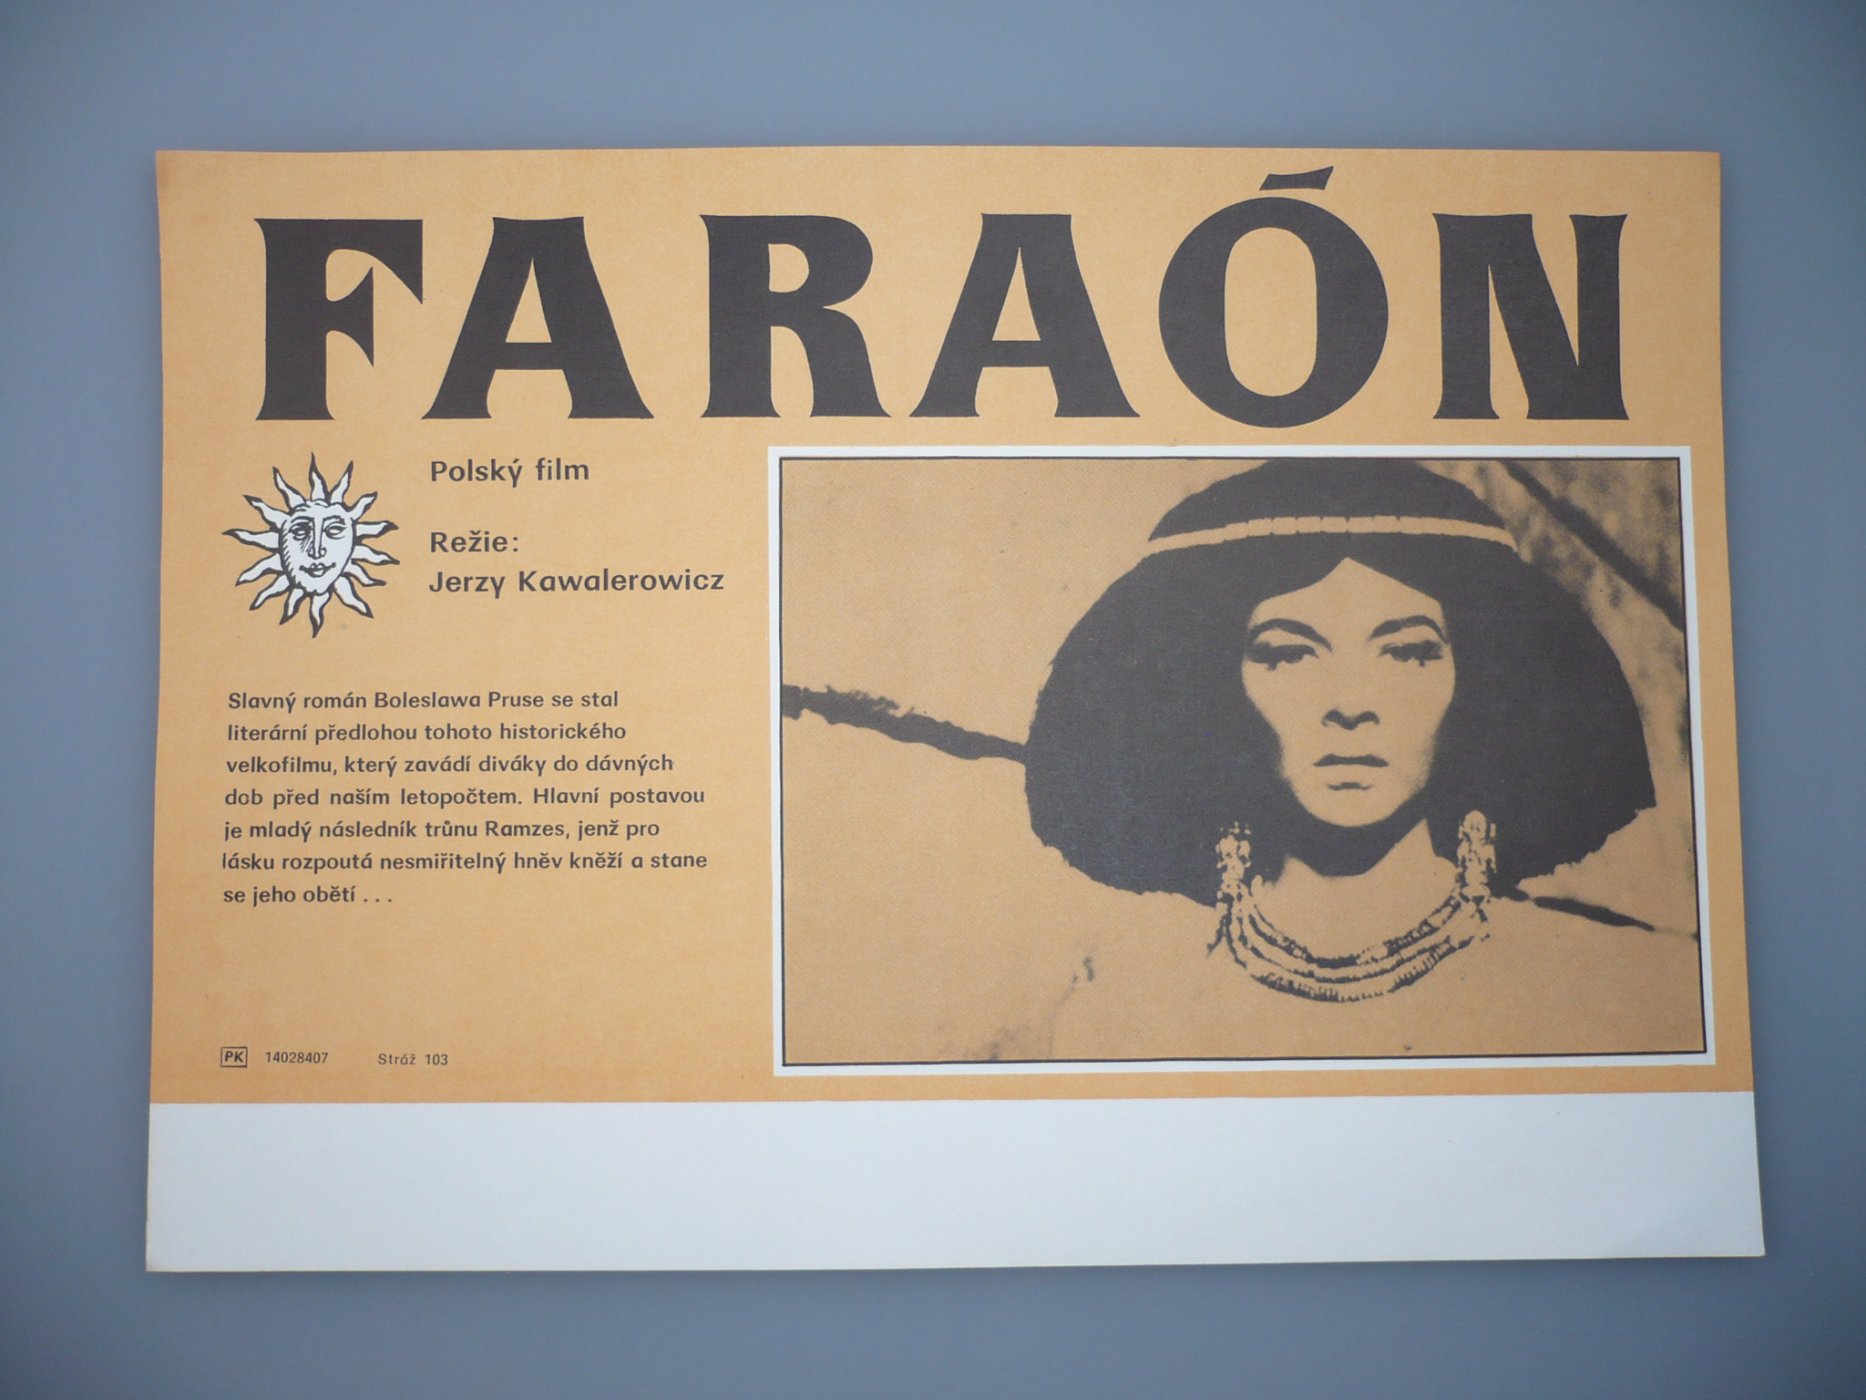 FARAÓN
Polský film
Režie:
Jerzy Kawalerowicz
Slavný román Boleslawa Pruse se stal
literární předlohou tohoto historického
velkofilmu, který zavádí diváky do dávných
dob před naším letopočtem. Hlavní postavou
je mladý následník trůnu Ramzes, jenž pro
lásku rozpoutá nesmiřitelný hněv kněží a stane
se jeho obětí . . .
PK 14028407 Stráž 103